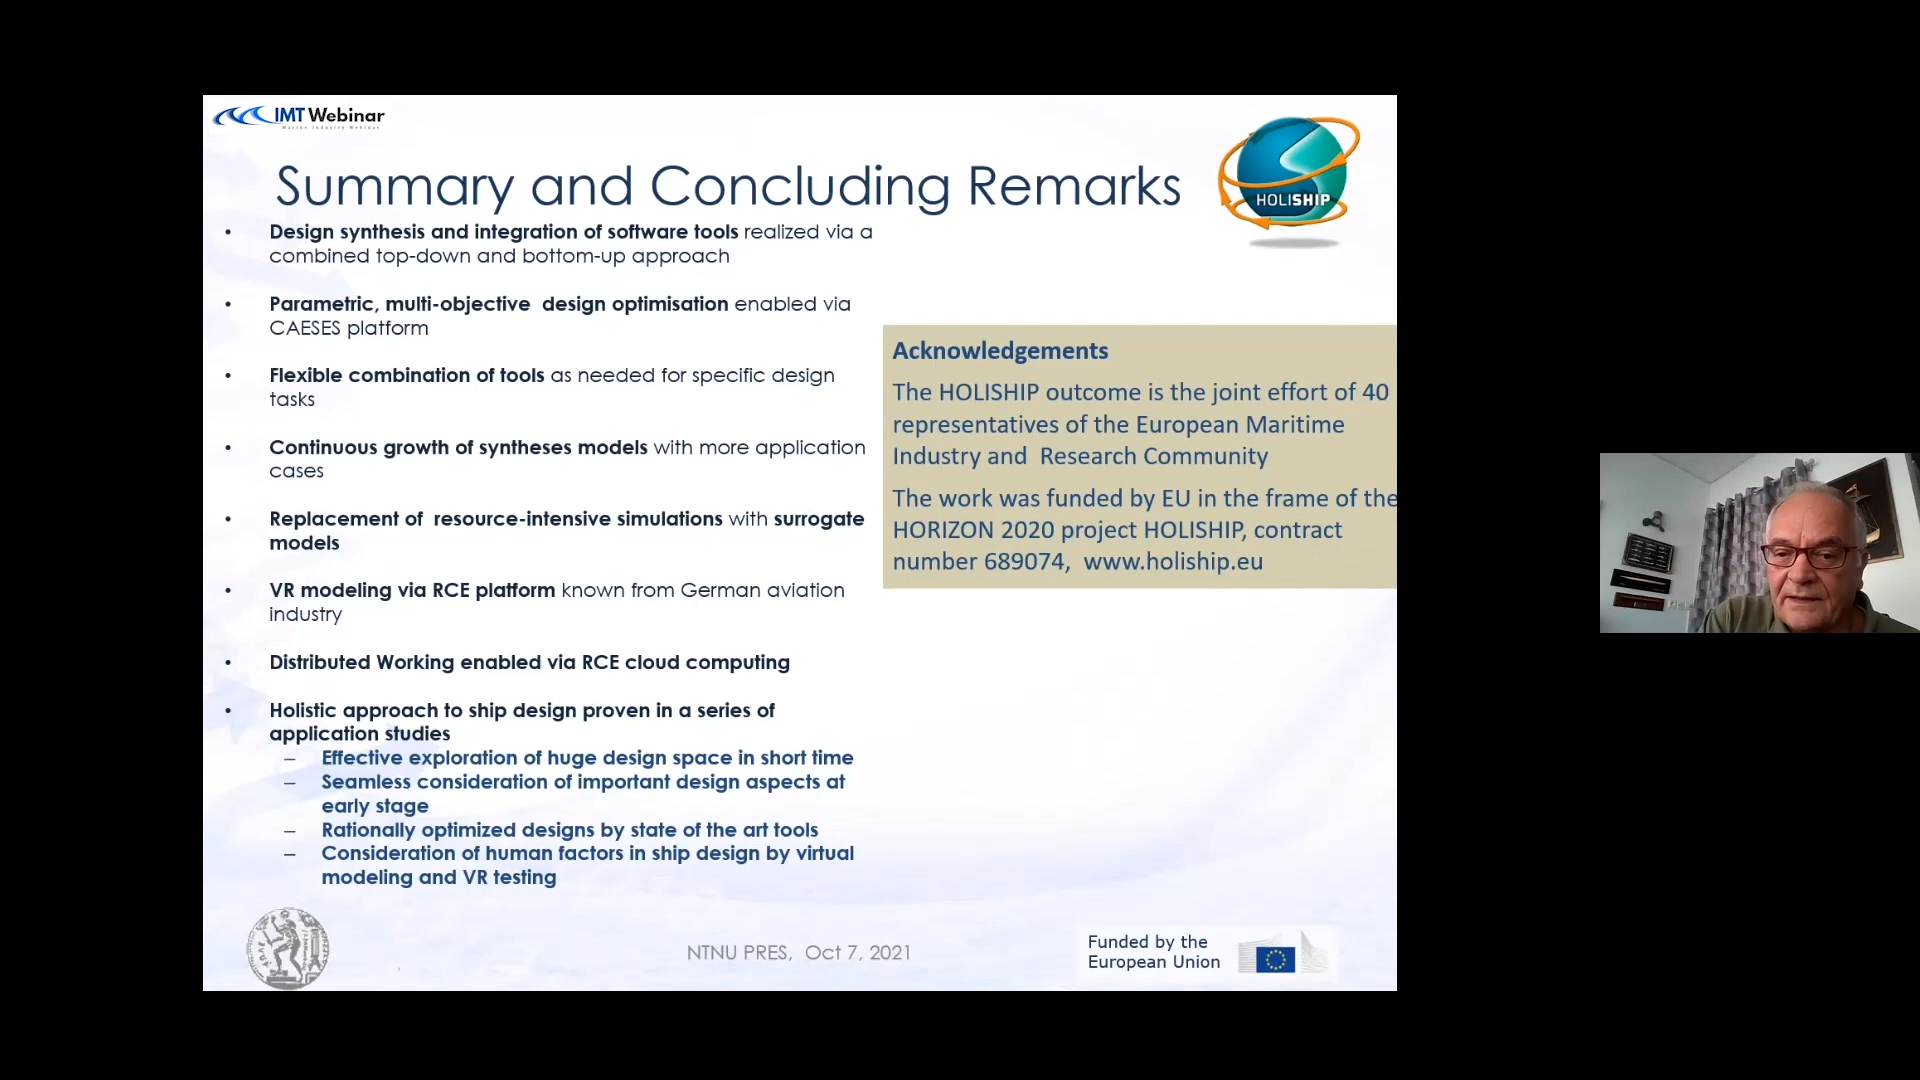 IMT Webinar
Marine Industry Webinar
Summary and Concluding Remarks
HOLISHIP
• Design synthesis and integration of software tools realized via a
combined top-down and bottom-up approach
• Parametric, multi-objective design optimisation enabled via
CAESES platform
• Flexible combination of tools as needed for specific design
tasks
• Continuous growth of syntheses models with more application
cases
• Replacement of resource-intensive simulations with surrogate
models
• VR modeling via RCE platform known from German aviation
industry
• Distributed Working enabled via RCE cloud computing
• Holistic approach to ship design proven in a series of
application studies
– Effective exploration of huge design space in short time
– Seamless consideration of important design aspects at
early stage
– Rationally optimized designs by state of the art tools
– Consideration of human factors in ship design by virtual
modeling and VR testing
Acknowledgements
The HOLISHIP outcome is the joint effort of 40
representatives of the European Maritime
Industry and Research Community
The work was funded by EU in the frame of the
HORIZON 2020 project HOLISHIP, contract
number 689074, www.holiship.eu
NTNU PRES, Oct 7, 2021
Funded by the
European Union